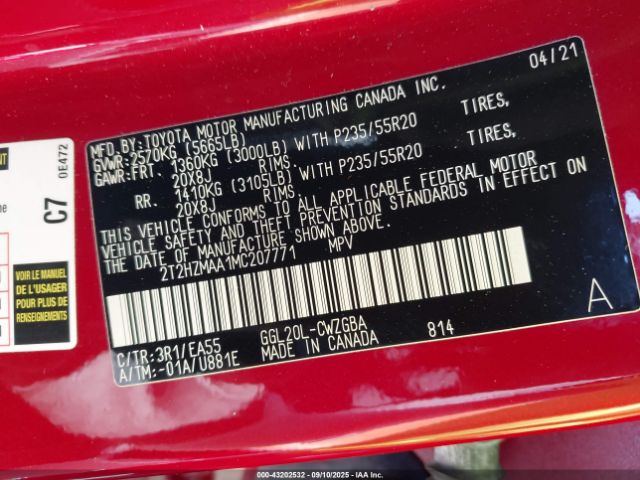 04/21
MFD.BY:TOYOTA MOTOR MANUFACTURING CANADA INC.
GVWR:2570KG (5665LB)
GAWR:FRT. 1360KG (3000LB) WITH P235/55R20 TIRES,
20X8J RIMS
RR. 1410KG (3105LB) WITH P235/55R20 TIRES,
20X8J RIMS
THIS VEHICLE CONFORMS TO ALL APPLICABLE FEDERAL MOTOR
VEHICLE SAFETY AND THEFT PREVENTION STANDARDS IN EFFECT ON
THE DATE OF MANUFACTURE SHOWN ABOVE.
2T2HZMAA1MC207771 MPV
A
C/TR:3R1/EA55 GGL20L-CWZGBA 814
A/TM:-01A/U881E MADE IN CANADA
C7
0E472
VOIR LE MANUEL
DE L'USAGER
POUR PLUS DE
RENSEIGNEMENTS
000-43202532 - 09/10/2025 - IAA Inc.